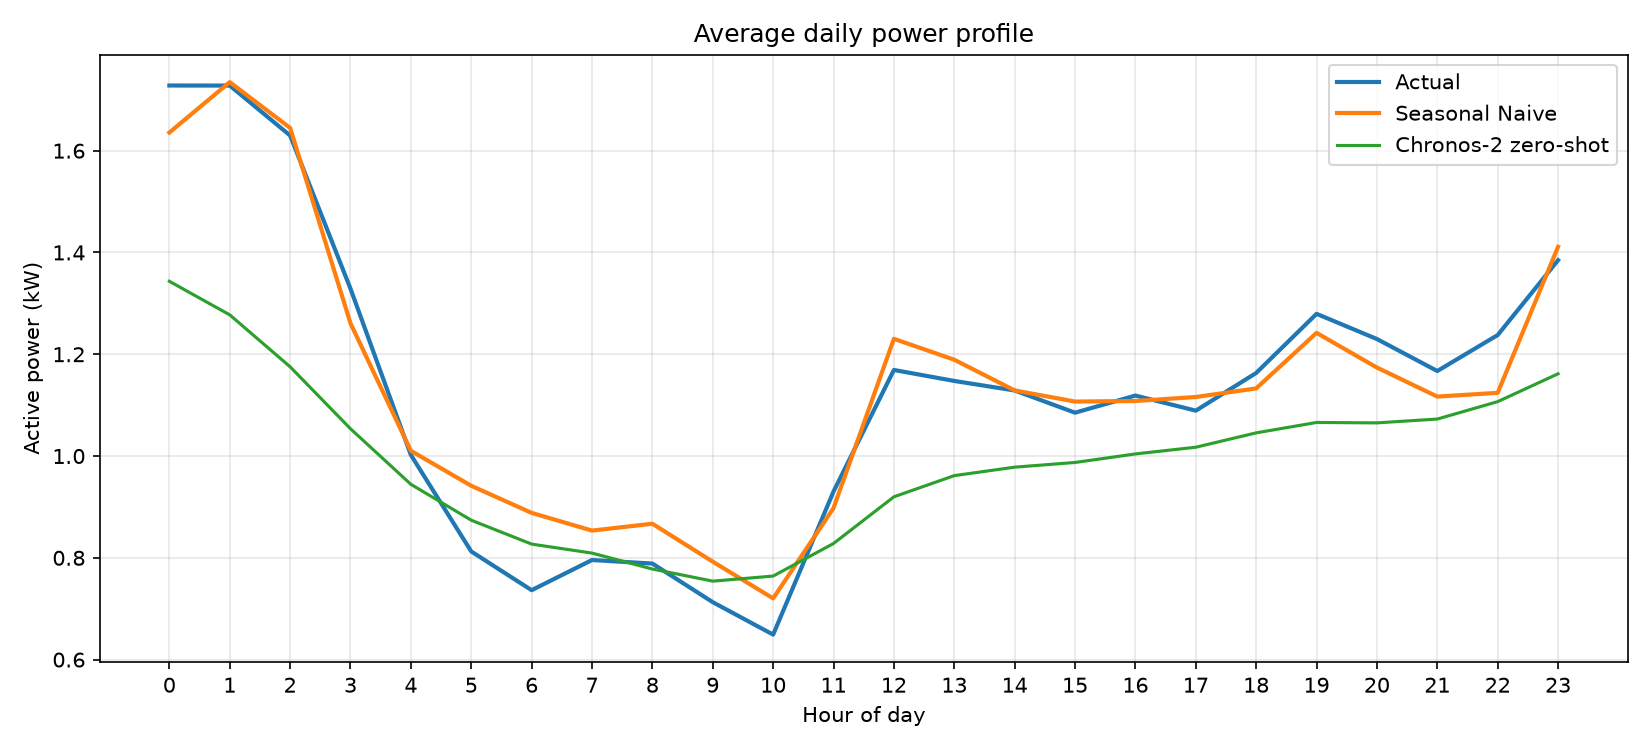 Average daily power profile
Actual
Seasonal Naive
Chronos-2 zero-shot
Active power (kW)
1.6
1.4
1.2
1.0
0.8
0.6
0 1 2 3 4 5 6 7 8 9 10 11 12 13 14 15 16 17 18 19 20 21 22 23
Hour of day